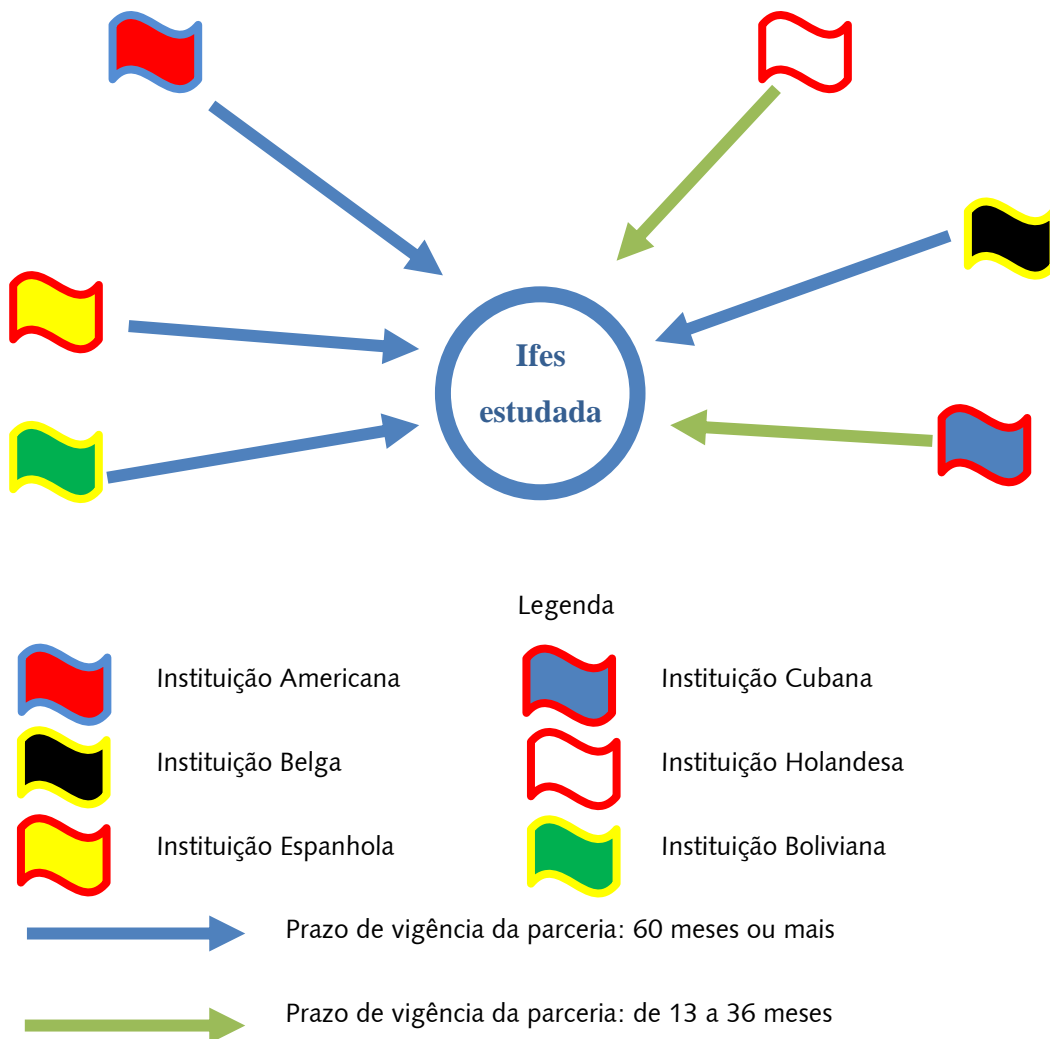 Ifes
estudada
Legenda
Instituição Americana
Instituição Cubana
Instituição Belga
Instituição Holandesa
Instituição Espanhola
Instituição Boliviana
Prazo de vigência da parceria: 60 meses ou mais
Prazo de vigência da parceria: de 13 a 36 meses